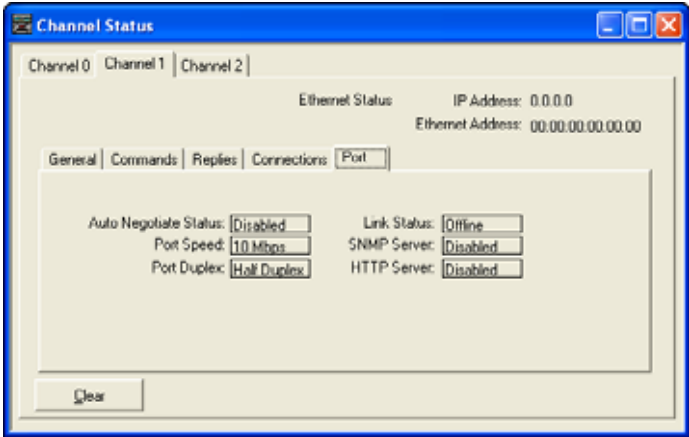 Channel Status
Channel 0 Channel 1 Channel 2
Ethernet Status IP Address: 0.0.0.0
Ethernet Address: 00:00:00:00:00:00
General Commands Replies Connections Port
Auto Negotiate Status: Disabled Link Status: Offline
Port Speed: 10 Mbps SNMP Server: Disabled
Port Duplex: Half Duplex HTTP Server: Disabled
Clear